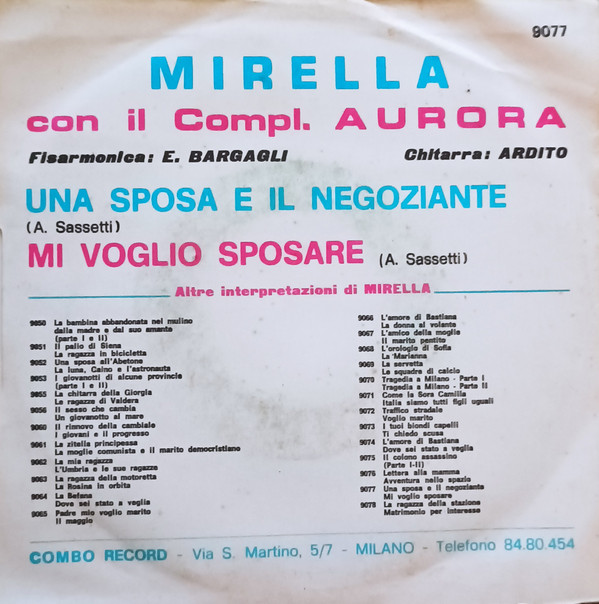 9077
MIRELLA
con il Compl. AURORA
Fisarmonica: E. BARGAGLI Chitarra: ARDITO
UNA SPOSA E IL NEGOZIANTE
(A. Sassetti)
MI VOGLIO SPOSARE (A. Sassetti)
Altre interpretazioni di MIRELLA
9050 La bambina abbandonata nel mulino
dalla madre e dal suo amante
(parte I e II)
9051 Il palio di Siena
La ragazza in bicicletta
9052 Una sposa all'Abetone
La luna, Caino e l'astronauta
9053 I giovanotti di alcune provincie
(parte I e II)
9055 La chitarra della Giorgia
Le ragazze di Valdera
9056 Il sesso che cambia
Un giovanotto al mare
9060 Il rinnovo della cambiale
I giovani e il progresso
9061 La zitella principessa
La moglie comunista e il marito democristiano
9062 La mia ragazza
L'Umbria e le sue ragazze
9063 La ragazza della motoretta
La Rosina in orbita
9064 La Befana
Dove sei stato a veglia
9065 Padre mio voglio marito
Il maggio
9066 L'amore di Bastiana
La donna al volante
9067 L'amico della moglie
Il marito pentito
9068 L'orologio di Sofia
La Marianna
9069 La servetta
Le squadre di calcio
9070 Tragedia a Milano - Parte I
Tragedia a Milano - Parte II
9071 Come la Sora Camilla
Italia siamo tutti figli uguali
9072 Traffico stradale
Voglio marito
9073 I tuoi biondi capelli
Ti chiedo scusa
9074 L'amore di Bastiana
Dove sei stato a veglia
9075 Il colono assassino
(Parte I-II)
9076 Lettera alla mamma
Avventura nello spazio
9077 Una sposa e il negoziante
Mi voglio sposare
9078 La ragazza della stazione
Matrimonio per interesse
COMBO RECORD - Via S. Martino, 5/7 - MILANO - Telefono 84.80.454